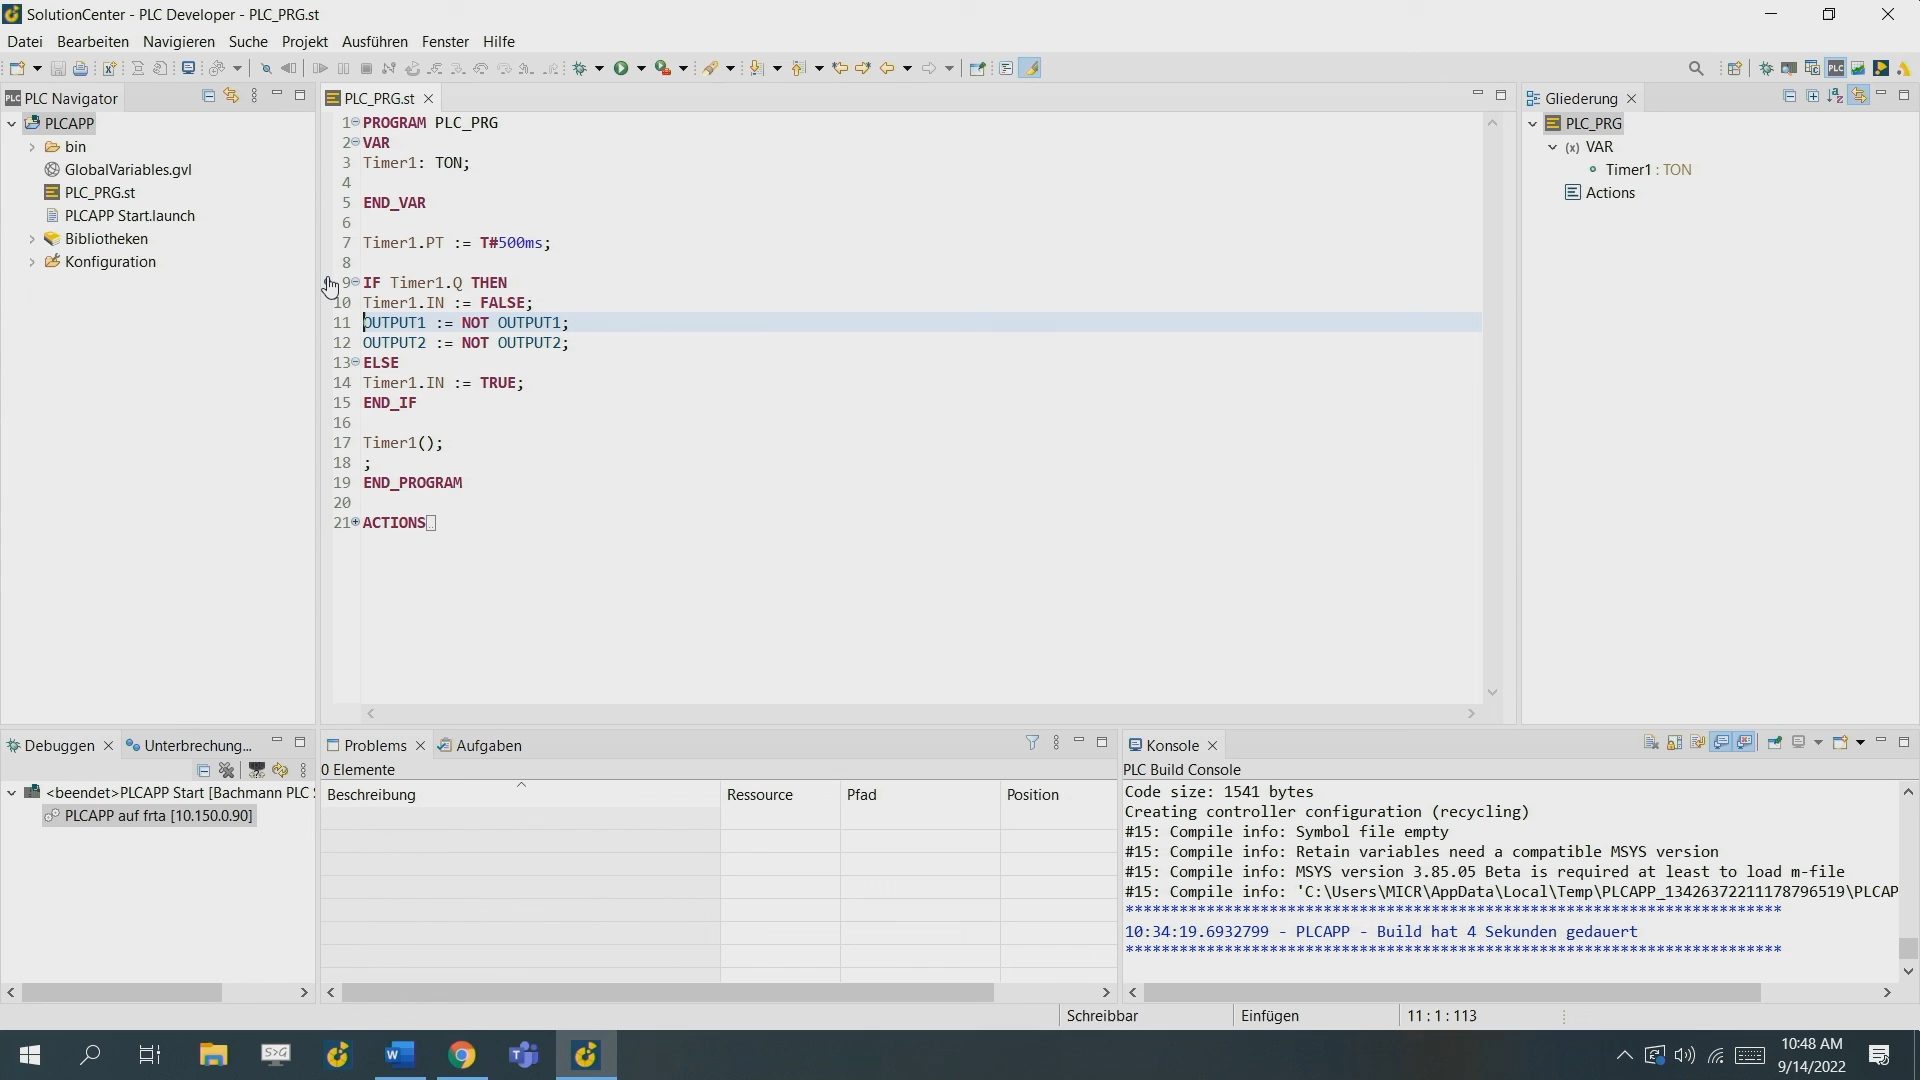 SolutionCenter - PLC Developer - PLC_PRG.st
Datei Bearbeiten Navigieren Suche Projekt Ausführen Fenster Hilfe
PLC Navigator
PLCAPP
bin
GlobalVariables.gvl
PLC_PRG.st
PLCAPP Start.launch
Bibliotheken
Konfiguration
PLC_PRG.st
1 PROGRAM PLC_PRG
2 VAR
3 Timer1: TON;
4
5 END_VAR
6
7 Timer1.PT := T#500ms;
8
9 IF Timer1.Q THEN
10 Timer1.IN := FALSE;
11 OUTPUT1 := NOT OUTPUT1;
12 OUTPUT2 := NOT OUTPUT2;
13 ELSE
14 Timer1.IN := TRUE;
15 END_IF
16
17 Timer1();
18 ;
19 END_PROGRAM
20
21 ACTIONS
Gliederung
PLC_PRG
VAR
Timer1 : TON
Actions
Debuggen Unterbrechung...
<beendet>PLCAPP Start [Bachmann PLC
PLCAPP auf frta [10.150.0.90]
Problems Aufgaben
0 Elemente
Beschreibung Ressource Pfad Position
Konsole
PLC Build Console
Code size: 1541 bytes
Creating controller configuration (recycling)
#15: Compile info: Symbol file empty
#15: Compile info: Retain variables need a compatible MSYS version
#15: Compile info: MSYS version 3.85.05 Beta is required at least to load m-file
#15: Compile info: 'C:\Users\MICR\AppData\Local\Temp\PLCAPP_13426372211178796519\PLCAP
*************************************************************************
10:34:19.6932799 - PLCAPP - Build hat 4 Sekunden gedauert
*************************************************************************
Schreibbar Einfügen 11 : 1 : 113
10:48 AM
9/14/2022